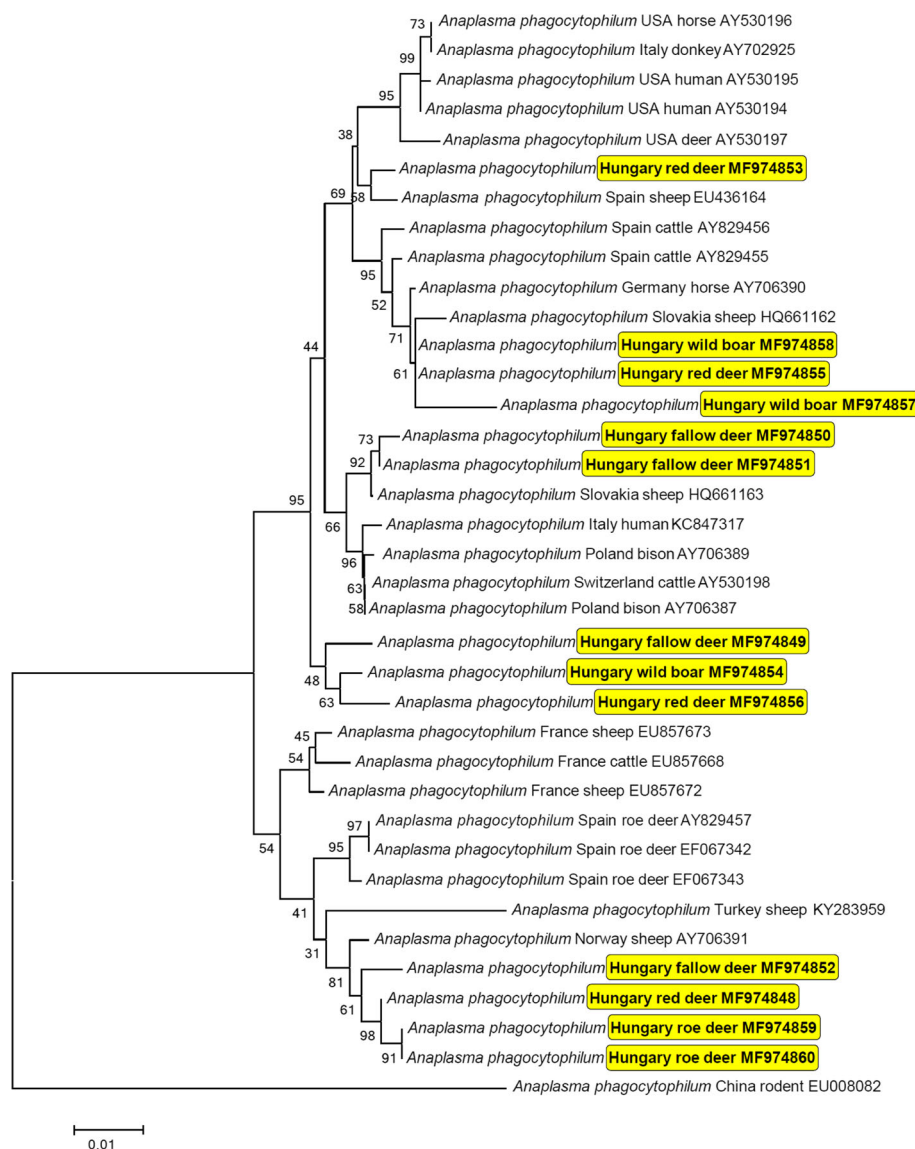 73
Anaplasma phagocytophilum USA horse AY530196
Anaplasma phagocytophilum Italy donkey AY702925
99
Anaplasma phagocytophilum USA human AY530195
95
Anaplasma phagocytophilum USA human AY530194
38
Anaplasma phagocytophilum USA deer AY530197
Anaplasma phagocytophilum Hungary red deer MF974853
69
58
Anaplasma phagocytophilum Spain sheep EU436164
Anaplasma phagocytophilum Spain cattle AY829456
95
Anaplasma phagocytophilum Spain cattle AY829455
52
Anaplasma phagocytophilum Germany horse AY706390
Anaplasma phagocytophilum Slovakia sheep HQ661162
71
44
Anaplasma phagocytophilum Hungary wild boar MF974858
61
Anaplasma phagocytophilum Hungary red deer MF974855
Anaplasma phagocytophilum Hungary wild boar MF974857
73
Anaplasma phagocytophilum Hungary fallow deer MF974850
92
Anaplasma phagocytophilum Hungary fallow deer MF974851
95
Anaplasma phagocytophilum Slovakia sheep HQ661163
66
Anaplasma phagocytophilum Italy human KC847317
96
Anaplasma phagocytophilum Poland bison AY706389
63
Anaplasma phagocytophilum Switzerland cattle AY530198
58
Anaplasma phagocytophilum Poland bison AY706387
Anaplasma phagocytophilum Hungary fallow deer MF974849
48
Anaplasma phagocytophilum Hungary wild boar MF974854
63
Anaplasma phagocytophilum Hungary red deer MF974856
45
Anaplasma phagocytophilum France sheep EU857673
54
Anaplasma phagocytophilum France cattle EU857668
Anaplasma phagocytophilum France sheep EU857672
97
Anaplasma phagocytophilum Spain roe deer AY829457
54
95
Anaplasma phagocytophilum Spain roe deer EF067342
Anaplasma phagocytophilum Spain roe deer EF067343
41
Anaplasma phagocytophilum Turkey sheep KY283959
31
Anaplasma phagocytophilum Norway sheep AY706391
81
Anaplasma phagocytophilum Hungary fallow deer MF974852
61
Anaplasma phagocytophilum Hungary red deer MF974848
98
Anaplasma phagocytophilum Hungary roe deer MF974859
91
Anaplasma phagocytophilum Hungary roe deer MF974860
Anaplasma phagocytophilum China rodent EU008082
0.01